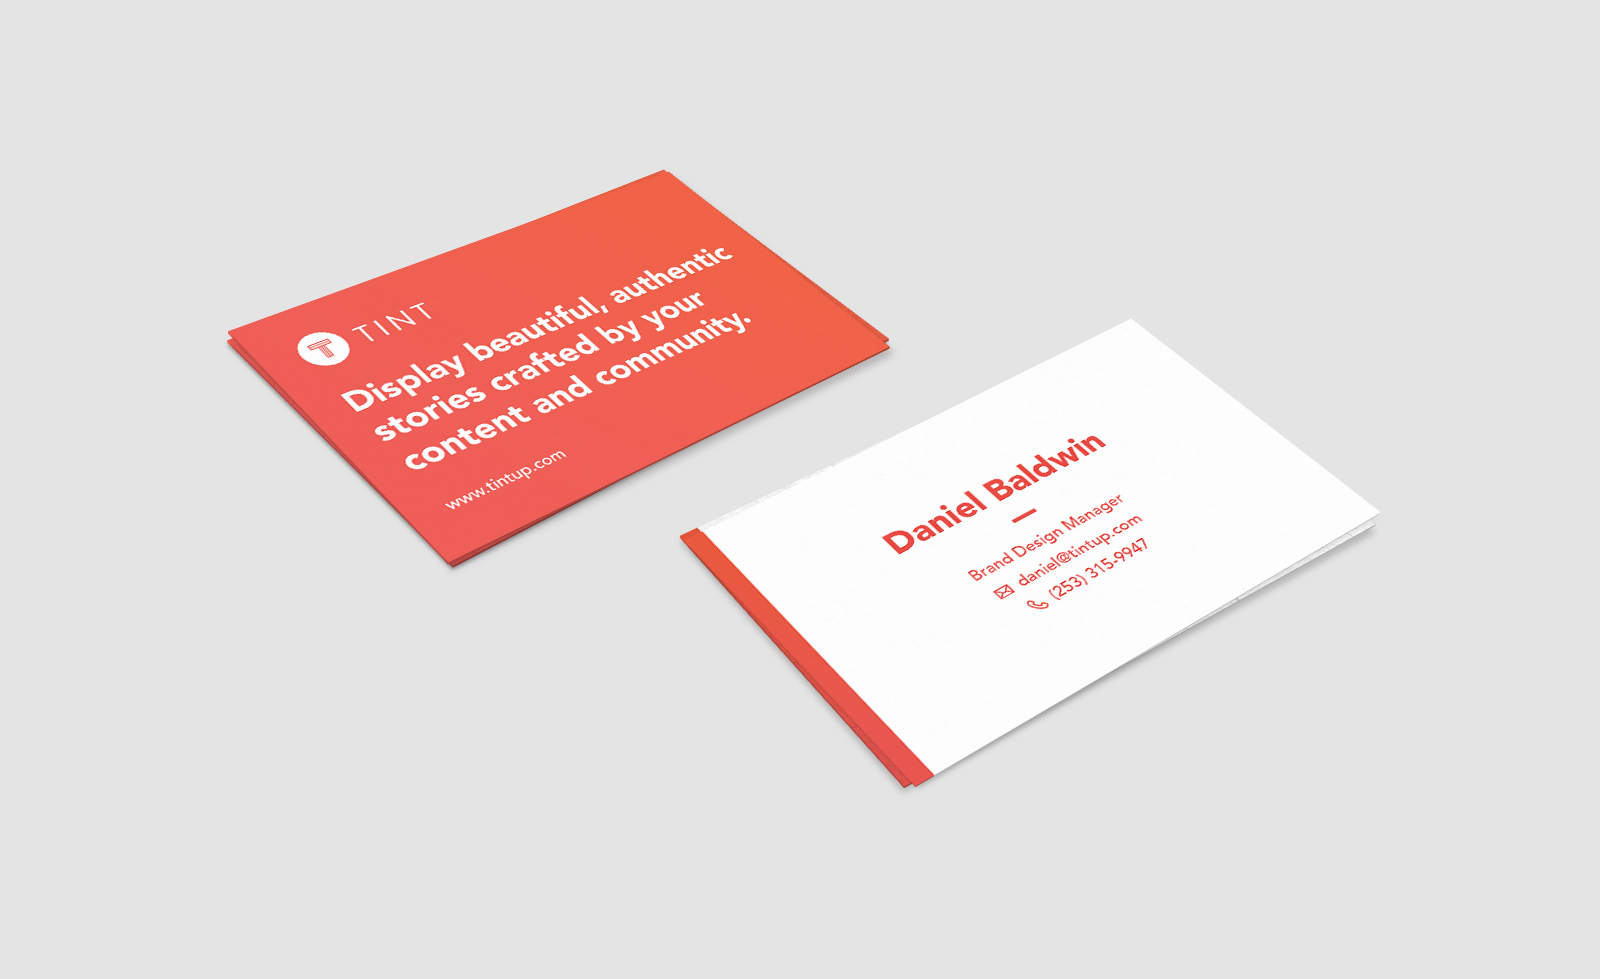 TINT
Display beautiful, authentic
stories crafted by your
content and community.
www.tintup.com
Daniel Baldwin
Brand Design Manager
daniel@tintup.com
(253) 315-9947